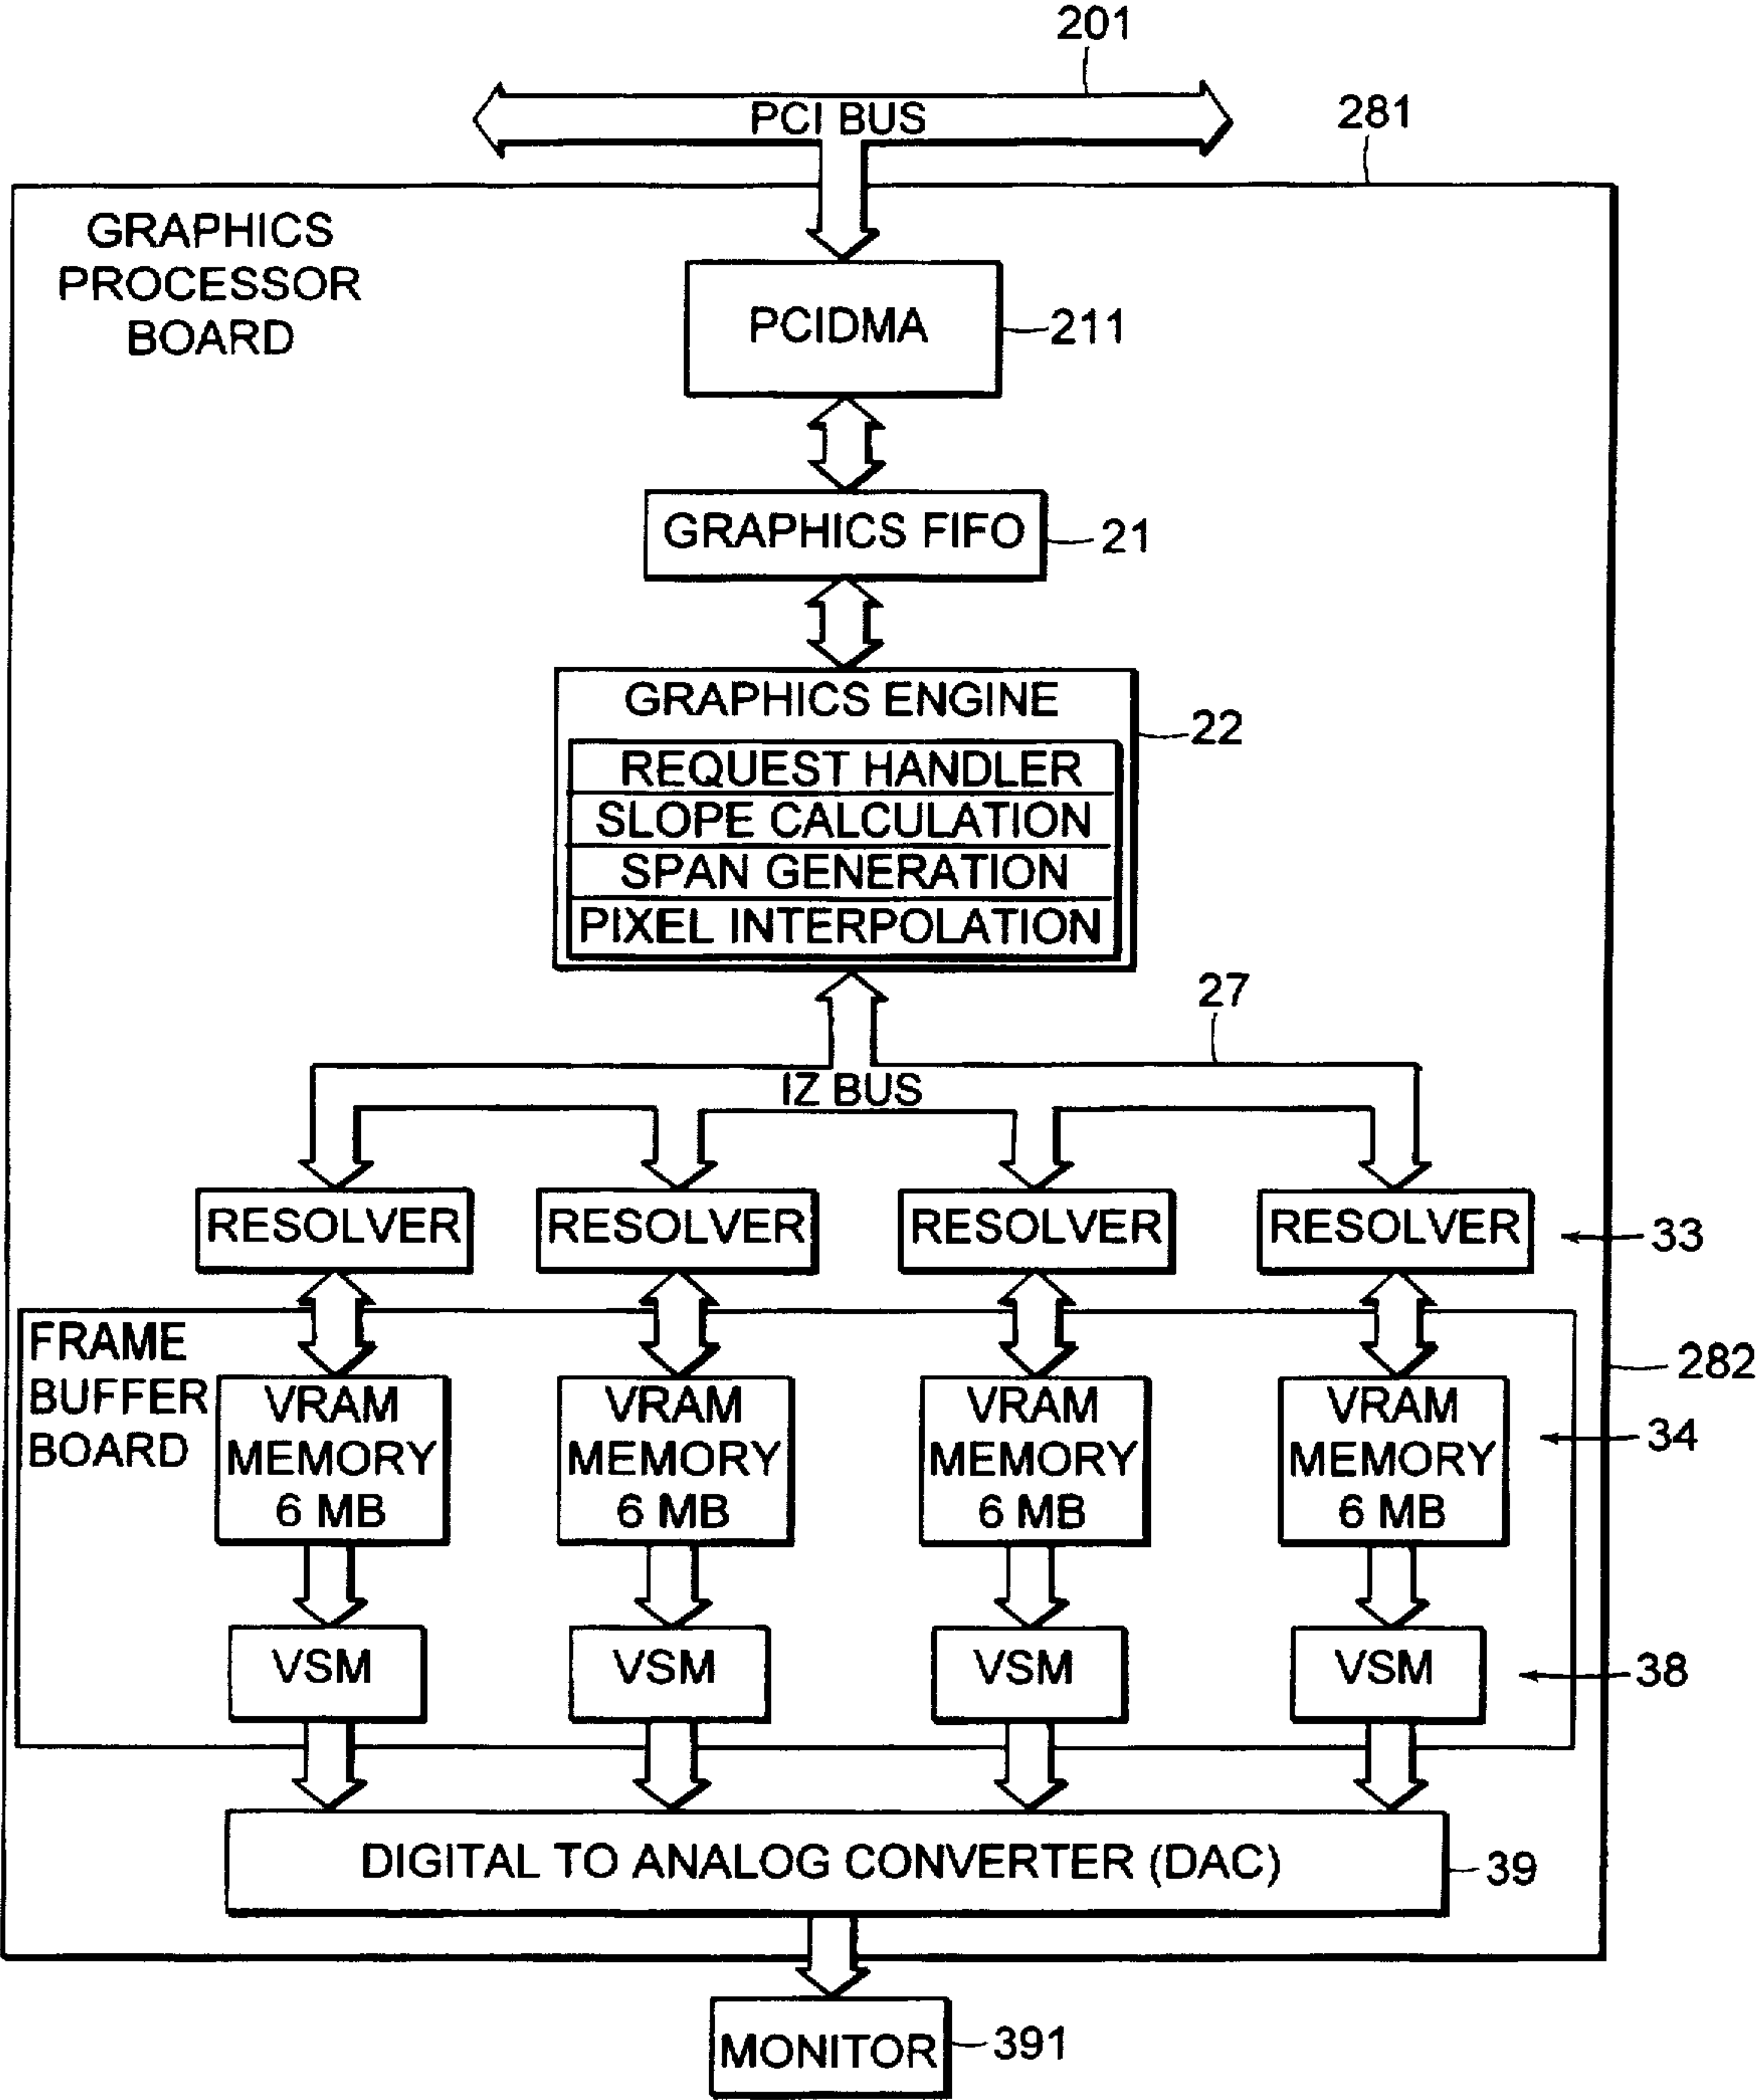 201
PCI BUS
281
GRAPHICS
PROCESSOR
BOARD
PCIDMA
211
GRAPHICS FIFO
21
GRAPHICS ENGINE
22
REQUEST HANDLER
SLOPE CALCULATION
SPAN GENERATION
PIXEL INTERPOLATION
27
IZ BUS
RESOLVER
RESOLVER
RESOLVER
RESOLVER
33
FRAME
BUFFER
BOARD
282
VRAM
MEMORY
6 MB
VRAM
MEMORY
6 MB
VRAM
MEMORY
6 MB
VRAM
MEMORY
6 MB
34
VSM
VSM
VSM
VSM
38
DIGITAL TO ANALOG CONVERTER (DAC)
39
MONITOR
391